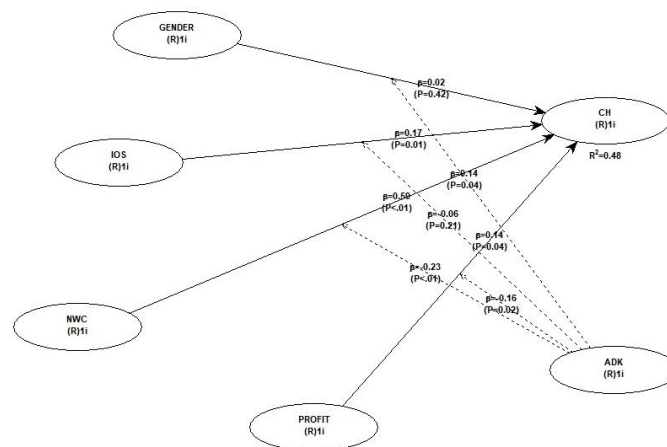 GENDER
(R)1i
β=0.02
(P=0.42)
CH
(R)1i
R²=0.48
β=0.17
(P=0.01)
IOS
(R)1i
β=0.14
(P=0.04)
β=0.59
(P<.01)
β=-0.06
(P=0.21)
β=0.14
(P=0.04)
β=-0.23
(P<.01)
β=-0.16
(P=0.02)
NWC
(R)1i
ADK
(R)1i
PROFIT
(R)1i